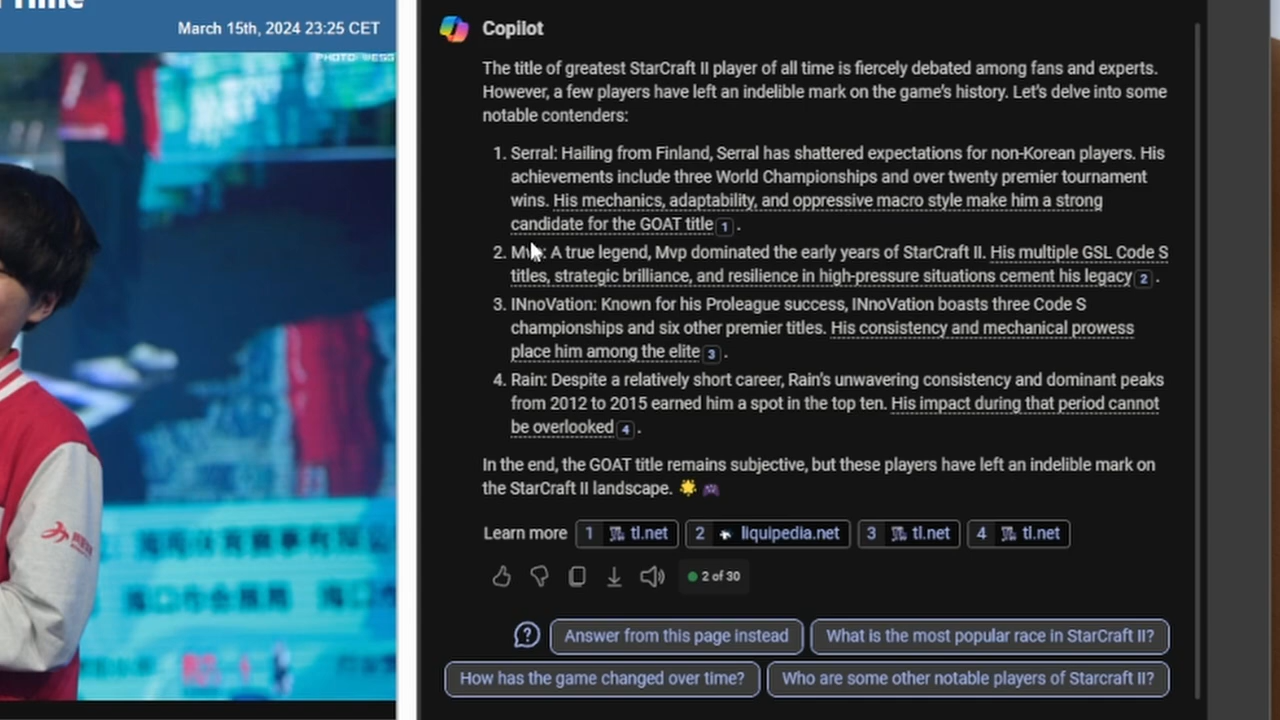 Time
March 15th, 2024 23:25 CET
Copilot
The title of greatest StarCraft II player of all time is fiercely debated among fans and experts.
However, a few players have left an indelible mark on the game's history. Let's delve into some
notable contenders:
1. Serral: Hailing from Finland, Serral has shattered expectations for non-Korean players. His
achievements include three World Championships and over twenty premier tournament
wins. His mechanics, adaptability, and oppressive macro style make him a strong
candidate for the GOAT title 1 .
2. Mvp: A true legend, Mvp dominated the early years of StarCraft II. His multiple GSL Code S
titles, strategic brilliance, and resilience in high-pressure situations cement his legacy 2 .
3. INnoVation: Known for his Proleague success, INnoVation boasts three Code S
championships and six other premier titles. His consistency and mechanical prowess
place him among the elite 3 .
4. Rain: Despite a relatively short career, Rain's unwavering consistency and dominant peaks
from 2012 to 2015 earned him a spot in the top ten. His impact during that period cannot
be overlooked 4 .
In the end, the GOAT title remains subjective, but these players have left an indelible mark on
the StarCraft II landscape. 🌟 🎮
Learn more 1 tl.net 2 liquipedia.net 3 tl.net 4 tl.net
2 of 30
Answer from this page instead What is the most popular race in StarCraft II?
How has the game changed over time? Who are some other notable players of Starcraft II?